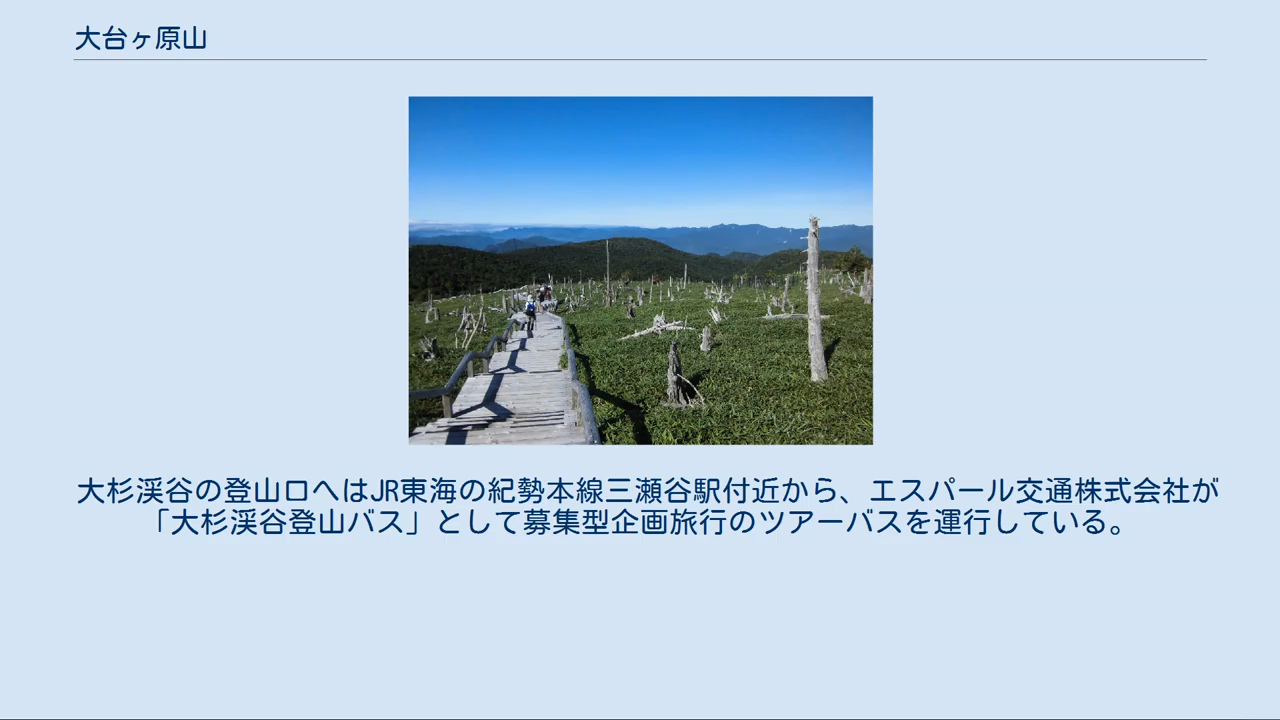 大台ヶ原山
大杉渓谷の登山口へはJR東海の紀勢本線三瀬谷駅付近から、エスパール交通株式会社が
「大杉渓谷登山バス」として募集型企画旅行のツアーバスを運行している。